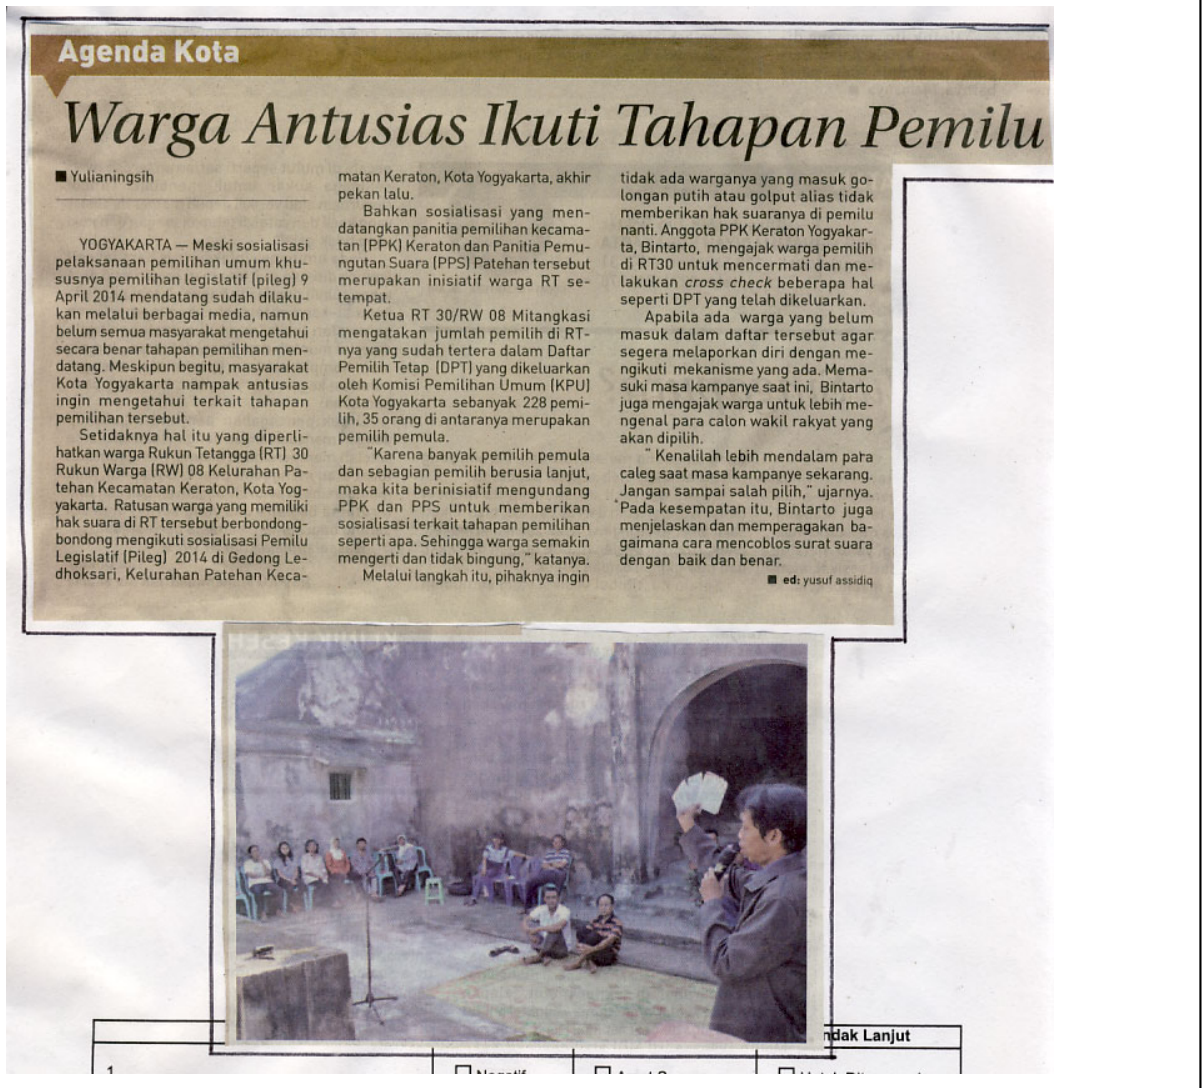 Agenda Kota
Warga Antusias Ikuti Tahapan Pemilu
■ Yulianingsih
YOGYAKARTA — Meski sosialisasi
pelaksanaan pemilihan umum khu-
susnya pemilihan legislatif (pileg) 9
April 2014 mendatang sudah dilaku-
kan melalui berbagai media, namun
belum semua masyarakat mengetahui
secara benar tahapan pemilihan men-
datang. Meskipun begitu, masyarakat
Kota Yogyakarta nampak antusias
ingin mengetahui terkait tahapan
pemilihan tersebut.
Setidaknya hal itu yang diperli-
hatkan warga Rukun Tetangga (RT) 30
Rukun Warga (RW) 08 Kelurahan Pa-
tehan Kecamatan Keraton, Kota Yog-
yakarta. Ratusan warga yang memiliki
hak suara di RT tersebut berbondong-
bondong mengikuti sosialisasi Pemilu
Legislatif (Pileg) 2014 di Gedong Le-
dhoksari, Kelurahan Patehan Keca-
matan Keraton, Kota Yogyakarta, akhir
pekan lalu.
Bahkan sosialisasi yang men-
datangkan panitia pemilihan kecama-
tan (PPK) Keraton dan Panitia Pemu-
ngutan Suara (PPS) Patehan tersebut
merupakan inisiatif warga RT se-
tempat.
Ketua RT 30/RW 08 Mitangkasi
mengatakan jumlah pemilih di RT-
nya yang sudah tertera dalam Daftar
Pemilih Tetap (DPT) yang dikeluarkan
oleh Komisi Pemilihan Umum (KPU)
Kota Yogyakarta sebanyak 228 pemi-
lih, 35 orang di antaranya merupakan
pemilih pemula.
"Karena banyak pemilih pemula
dan sebagian pemilih berusia lanjut,
maka kita berinisiatif mengundang
PPK dan PPS untuk memberikan
sosialisasi terkait tahapan pemilihan
seperti apa. Sehingga warga semakin
mengerti dan tidak bingung," katanya.
Melalui langkah itu, pihaknya ingin
tidak ada warganya yang masuk go-
longan putih atau golput alias tidak
memberikan hak suaranya di pemilu
nanti. Anggota PPK Keraton Yogyakar-
ta, Bintarto, mengajak warga pemilih
di RT30 untuk mencermati dan me-
lakukan cross check beberapa hal
seperti DPT yang telah dikeluarkan.
Apabila ada warga yang belum
masuk dalam daftar tersebut agar
segera melaporkan diri dengan me-
ngikuti mekanisme yang ada. Mema-
suki masa kampanye saat ini, Bintarto
juga mengajak warga untuk lebih me-
ngenal para calon wakil rakyat yang
akan dipilih.
" Kenalilah lebih mendalam para
caleg saat masa kampanye sekarang.
Jangan sampai salah pilih," ujarnya.
Pada kesempatan itu, Bintarto juga
menjelaskan dan memperagakan ba-
gaimana cara mencoblos surat suara
dengan baik dan benar.
■ ed: yusuf assidiq
ndak Lanjut
1
Negatif